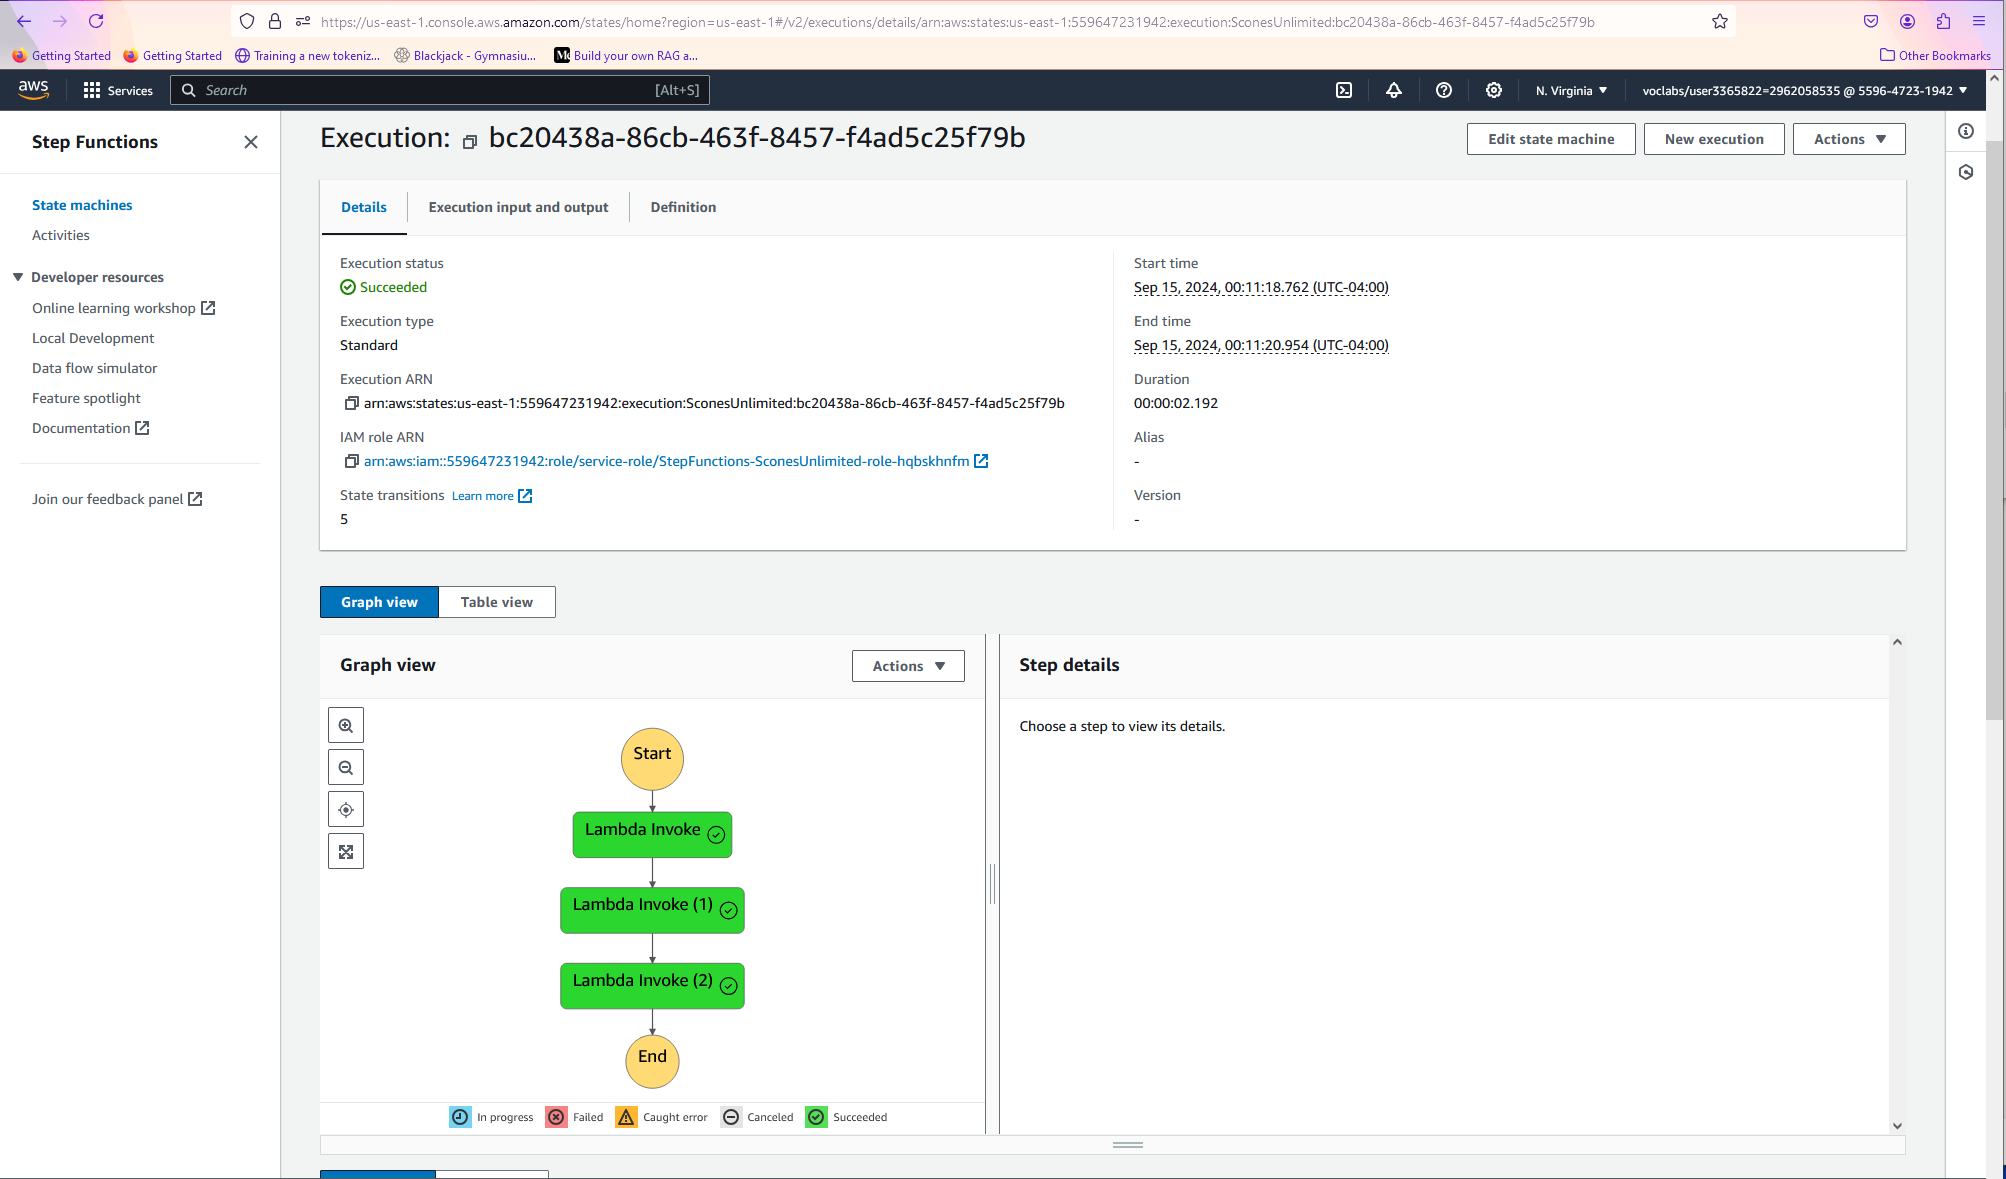 https://us-east-1.console.aws.amazon.com/states/home?region=us-east-1#/v2/executions/details/arn:aws:states:us-east-1:559647231942:execution:SconesUnlimited:bc20438a-86cb-463f-8457-f4ad5c25f79b
Getting Started Getting Started Training a new tokeniz... Blackjack - Gymnasiu... Build your own RAG a... Other Bookmarks
aws Services Search [Alt+S] N. Virginia voclabs/user3365822=2962058535 @ 5596-4723-1942
Step Functions
State machines
Activities
Developer resources
Online learning workshop
Local Development
Data flow simulator
Feature spotlight
Documentation
Join our feedback panel
Execution: bc20438a-86cb-463f-8457-f4ad5c25f79b
Edit state machine New execution Actions
Details Execution input and output Definition
Execution status
Succeeded
Execution type
Standard
Execution ARN
arn:aws:states:us-east-1:559647231942:execution:SconesUnlimited:bc20438a-86cb-463f-8457-f4ad5c25f79b
IAM role ARN
arn:aws:iam::559647231942:role/service-role/StepFunctions-SconesUnlimited-role-hqbskhnfm
State transitions Learn more
5
Start time
Sep 15, 2024, 00:11:18.762 (UTC-04:00)
End time
Sep 15, 2024, 00:11:20.954 (UTC-04:00)
Duration
00:00:02.192
Alias
-
Version
-
Graph view Table view
Graph view Actions
Start
Lambda Invoke
Lambda Invoke (1)
Lambda Invoke (2)
End
In progress Failed Caught error Canceled Succeeded
Step details
Choose a step to view its details.